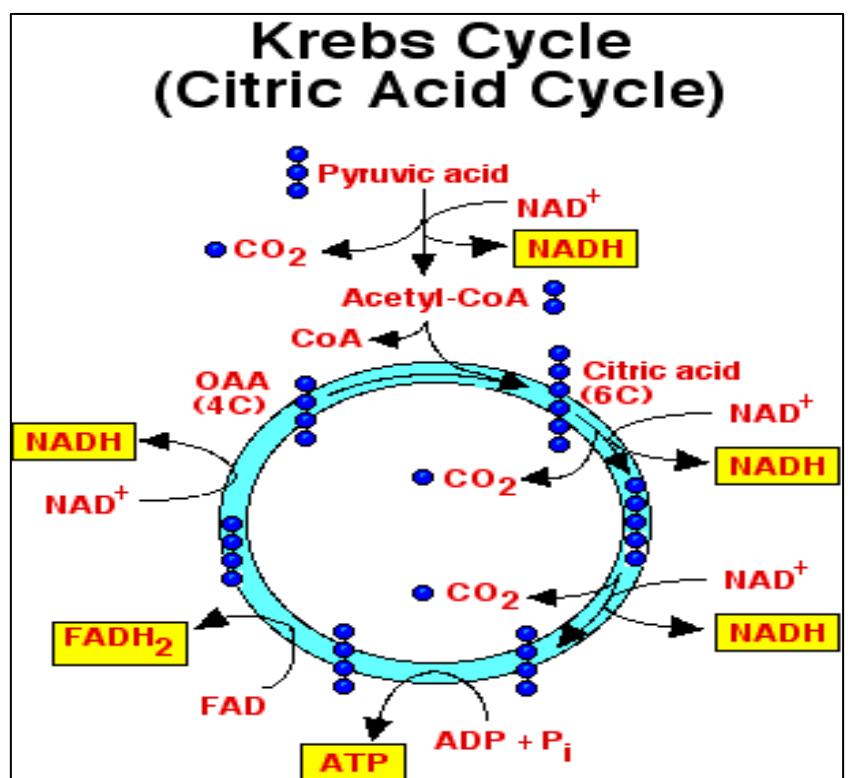 Krebs Cycle
(Citric Acid Cycle)
Pyruvic acid
NAD⁺
CO₂
NADH
Acetyl-CoA
CoA
OAA
(4C)
Citric acid
(6C)
NAD⁺
NADH
NADH
CO₂
NAD⁺
CO₂
NAD⁺
NADH
FADH₂
FAD
ADP + Pᵢ
ATP